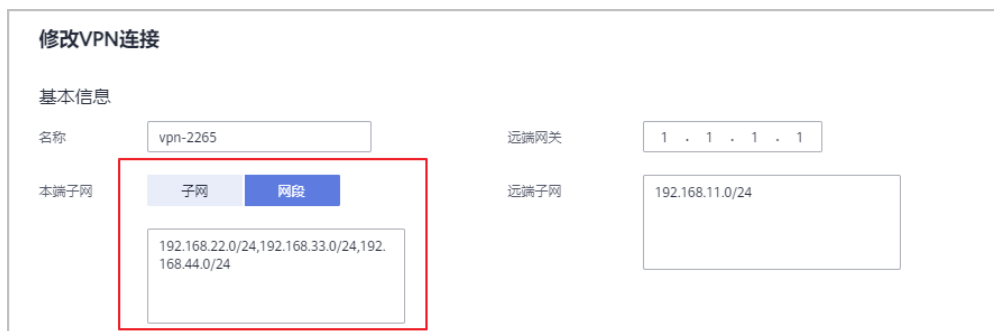 修改VPN连接
基本信息
名称
vpn-2265
远端网关
1 . 1 . 1 . 1
本端子网
子网
网段
远端子网
192.168.11.0/24
192.168.22.0/24,192.168.33.0/24,192.
168.44.0/24